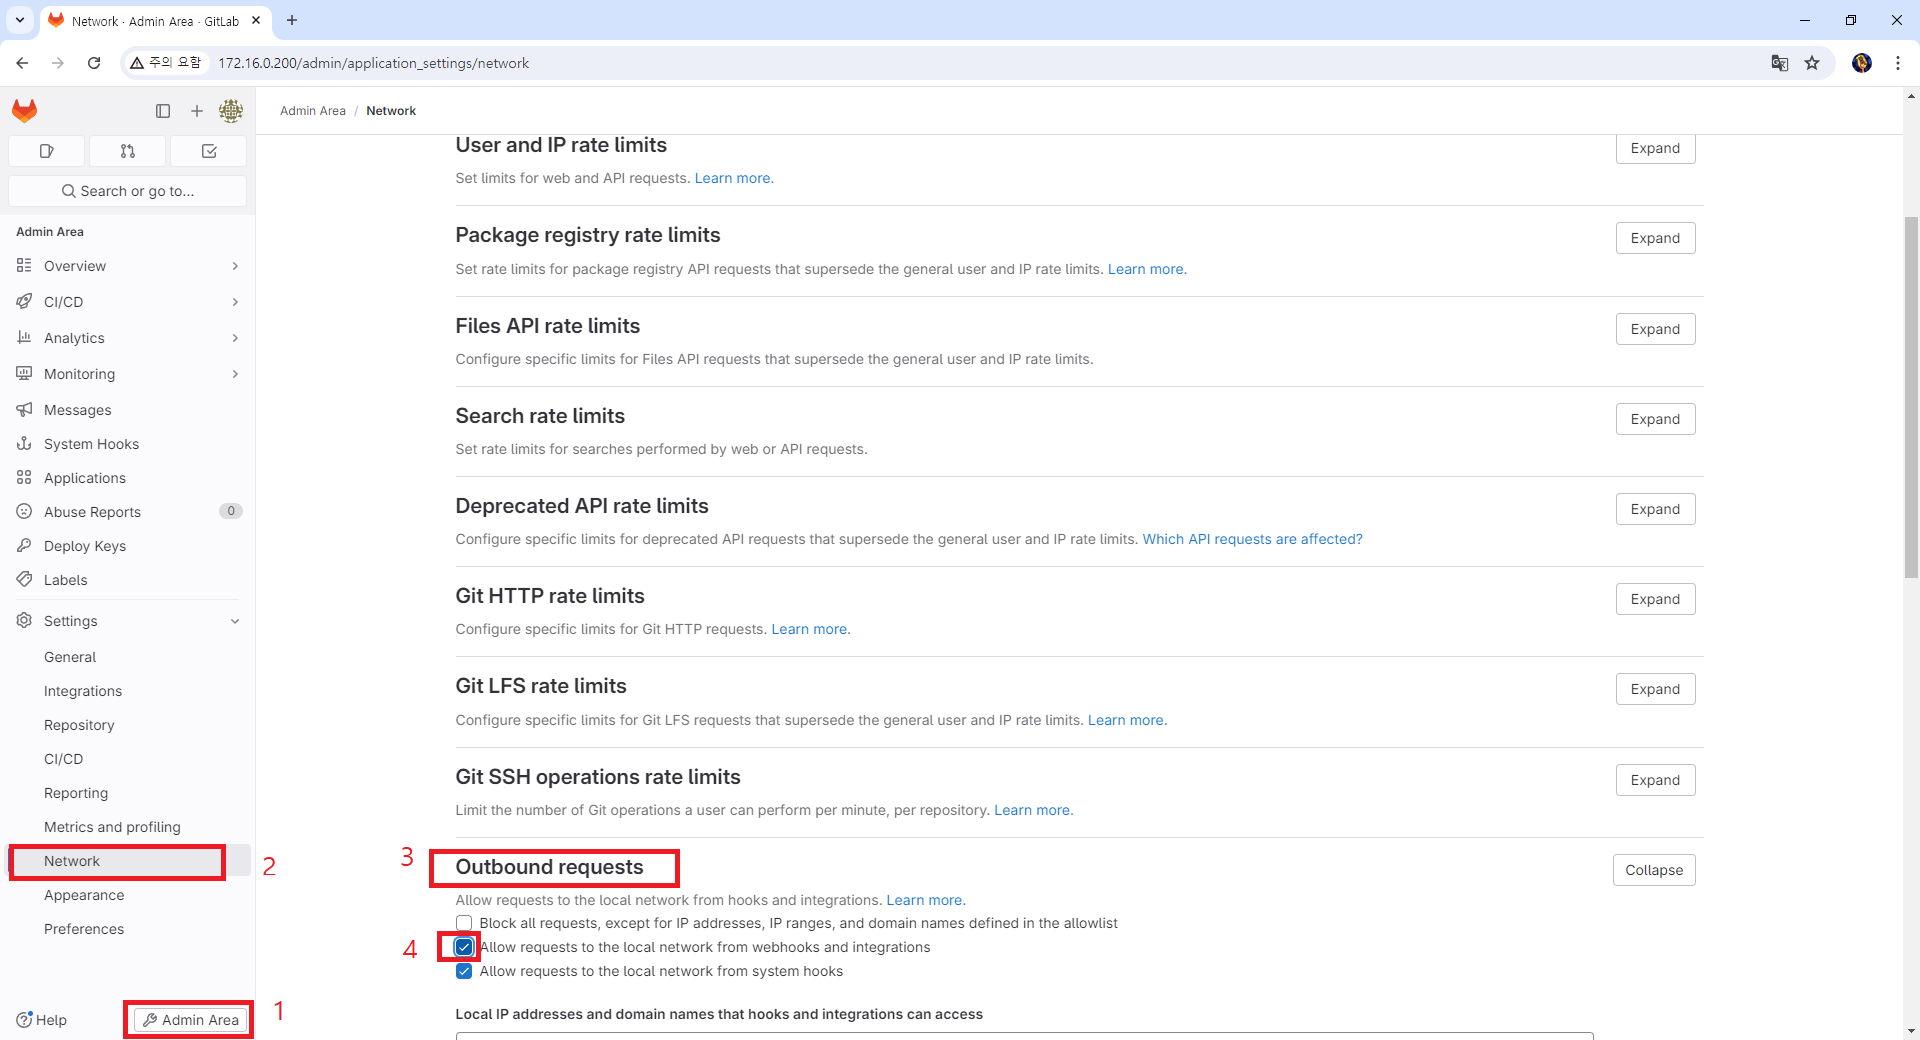 Network · Admin Area · GitLab
주의 요함
172.16.0.200/admin/application_settings/network
Admin Area / Network
Search or go to...
Admin Area
Overview
CI/CD
Analytics
Monitoring
Messages
System Hooks
Applications
Abuse Reports 0
Deploy Keys
Labels
Settings
General
Integrations
Repository
CI/CD
Reporting
Metrics and profiling
Network
2
Appearance
Preferences
Help
Admin Area
1
User and IP rate limits
Expand
Set limits for web and API requests. Learn more.
Package registry rate limits
Expand
Set rate limits for package registry API requests that supersede the general user and IP rate limits. Learn more.
Files API rate limits
Expand
Configure specific limits for Files API requests that supersede the general user and IP rate limits.
Search rate limits
Expand
Set rate limits for searches performed by web or API requests.
Deprecated API rate limits
Expand
Configure specific limits for deprecated API requests that supersede the general user and IP rate limits. Which API requests are affected?
Git HTTP rate limits
Expand
Configure specific limits for Git HTTP requests. Learn more.
Git LFS rate limits
Expand
Configure specific limits for Git LFS requests that supersede the general user and IP rate limits. Learn more.
Git SSH operations rate limits
Expand
Limit the number of Git operations a user can perform per minute, per repository. Learn more.
3
Outbound requests
Collapse
Allow requests to the local network from hooks and integrations. Learn more.
Block all requests, except for IP addresses, IP ranges, and domain names defined in the allowlist
4
Allow requests to the local network from webhooks and integrations
Allow requests to the local network from system hooks
Local IP addresses and domain names that hooks and integrations can access